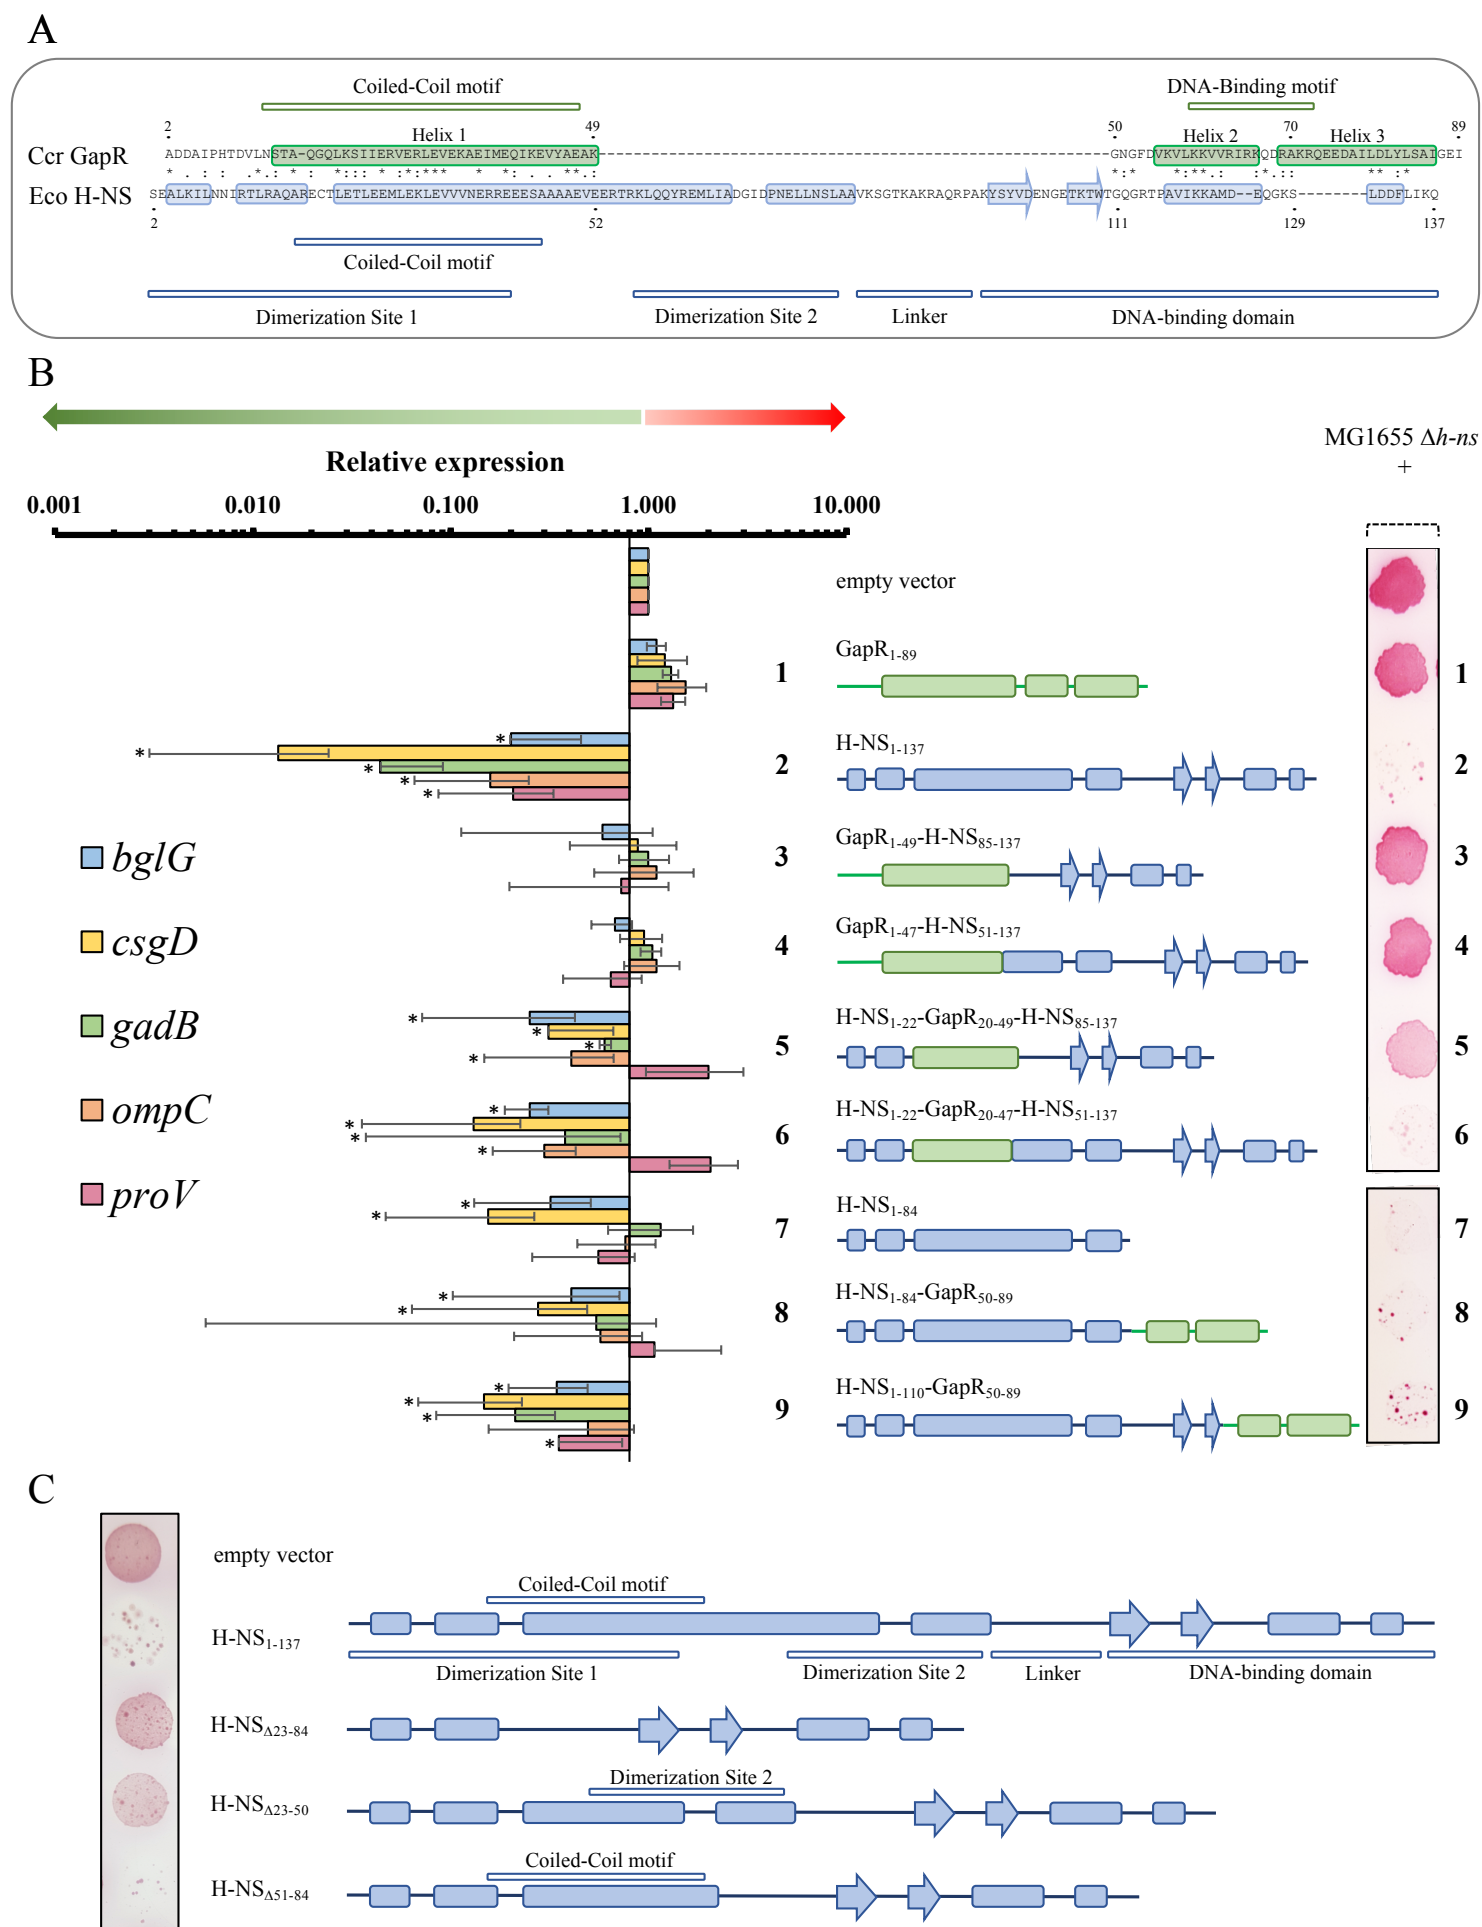 A
Coiled-Coil motif
DNA-Binding motif
2
49
50
70
89
Helix 1
Helix 2
Helix 3
Ccr GapR
ADDAIPHTDVLNSTA-QGQLKSIIERVERLEVEKAEIMEQIKEVYAEAK------------------------------------------------------------GNGFDVKVLKKVVRIRKQDRAKRQEEDAILDLYLSAIGEI
Eco H-NS
SEALKILNNIRTLRAQARECTLETLEEMLEKLEVVVNERREEESAAAAEVEERTRKLQQYREMLIADGIDPNELLNSLAAVKSGTKAKRAQRPAKYSYVDENGETKTWTGQGRTPAVIKKAMD--EQGKS--------LDDFLIKQ
2
52
111
129
137
Coiled-Coil motif
Dimerization Site 1
Dimerization Site 2
Linker
DNA-binding domain
B
MG1655 Δh-ns
+
Relative expression
0.001
0.010
0.100
1.000
10.000
empty vector
1
GapR1-89
1
2
H-NS1-137
2
bglG
3
GapR1-49-H-NS85-137
3
csgD
4
GapR1-47-H-NS51-137
4
gadB
5
H-NS1-22-GapR20-49-H-NS85-137
5
ompC
6
H-NS1-22-GapR20-47-H-NS51-137
6
proV
7
H-NS1-84
7
8
H-NS1-84-GapR50-89
8
9
H-NS1-110-GapR50-89
9
C
empty vector
Coiled-Coil motif
H-NS1-137
Dimerization Site 1
Dimerization Site 2
Linker
DNA-binding domain
H-NSΔ23-84
Dimerization Site 2
H-NSΔ23-50
Coiled-Coil motif
H-NSΔ51-84